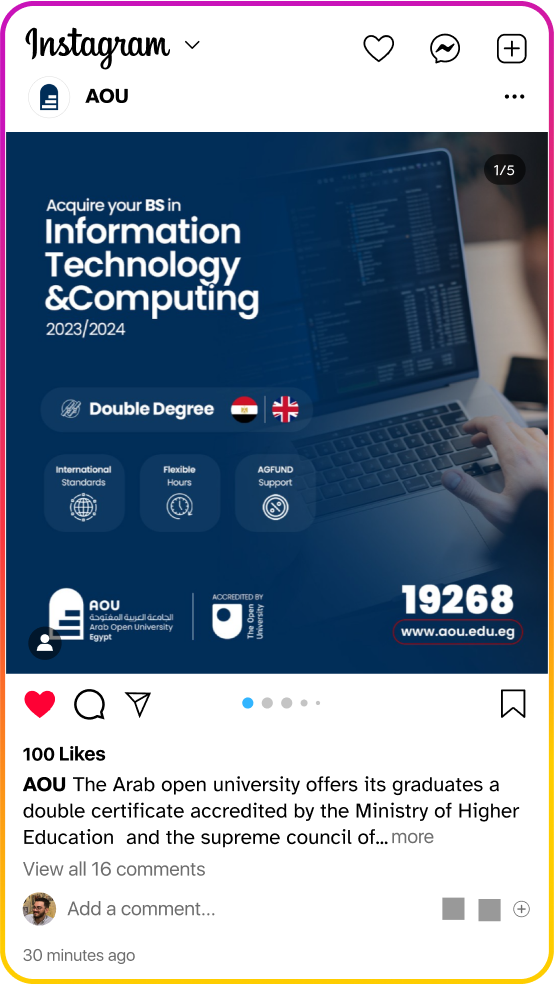 Instagram
AOU
1/5
Acquire your BS in
Information
Technology
&Computing
2023/2024
Double Degree
International
Standards
Flexible
Hours
AGFUND
Support
AOU
الجامعة العربية المفتوحة
Arab Open University
Egypt
ACCREDITED BY
The Open
University
19268
www.aou.edu.eg
100 Likes
AOU The Arab open university offers its graduates a
double certificate accredited by the Ministry of Higher
Education and the supreme council of... more
View all 16 comments
Add a comment...
30 minutes ago